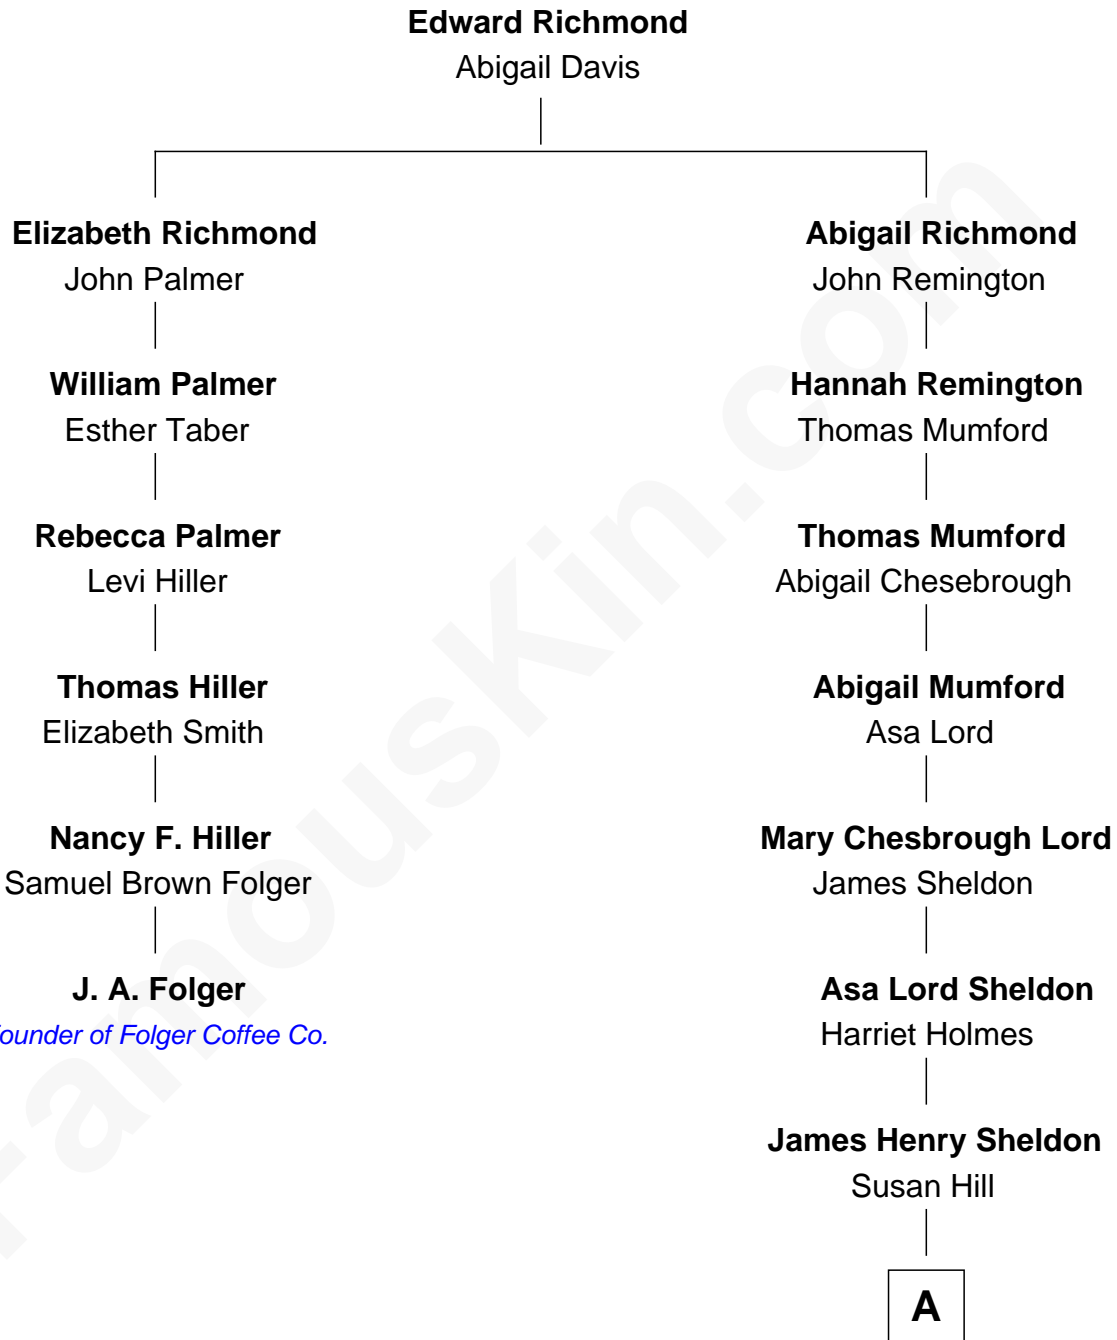 Edward Richmond
Abigail Davis
Elizabeth Richmond
John Palmer
William Palmer
Esther Taber
Rebecca Palmer
Levi Hiller
Thomas Hiller
Elizabeth Smith
Nancy F. Hiller
Samuel Brown Folger
J. A. Folger
ounder of Folger Coffee Co.
Abigail Richmond
John Remington
Hannah Remington
Thomas Mumford
Thomas Mumford
Abigail Chesebrough
Abigail Mumford
Asa Lord
Mary Chesbrough Lord
James Sheldon
Asa Lord Sheldon
Harriet Holmes
James Henry Sheldon
Susan Hill
A
FamousKin.com